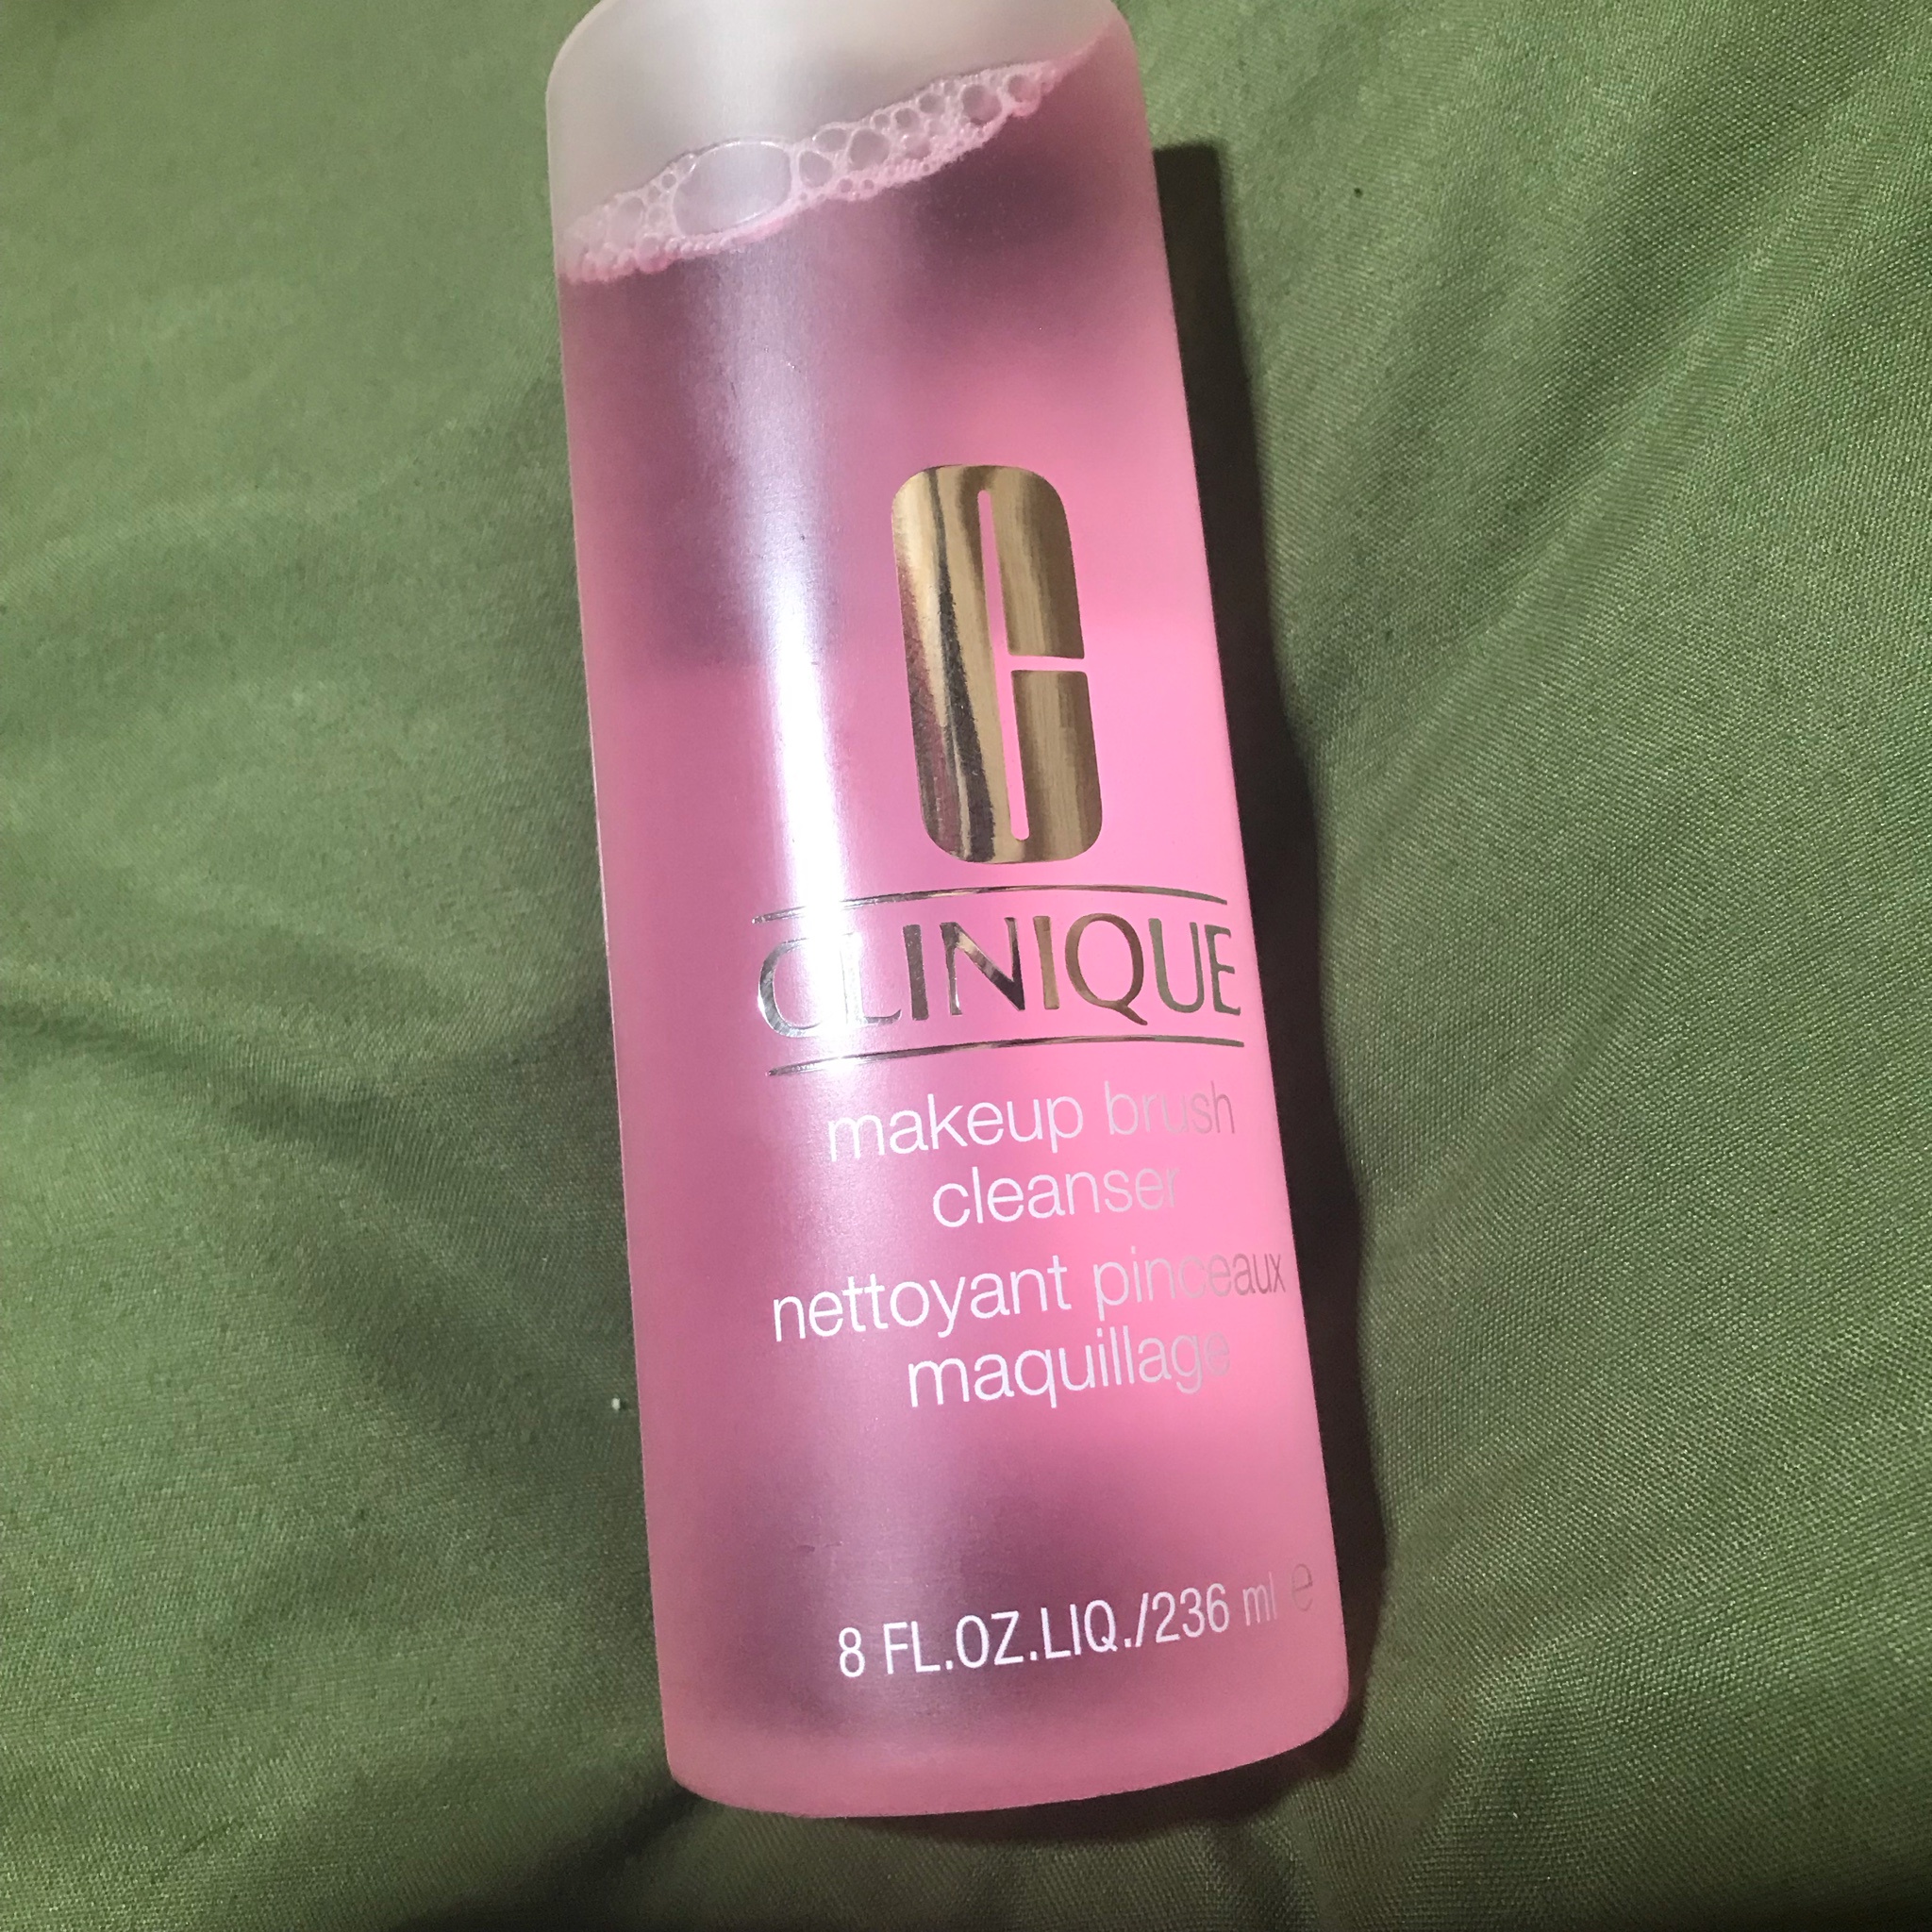 C
CLINIQUE
makeup brush
cleanser
nettoyant pinceaux
maquillage
8 FL.OZ.LIQ./236 ml ℮